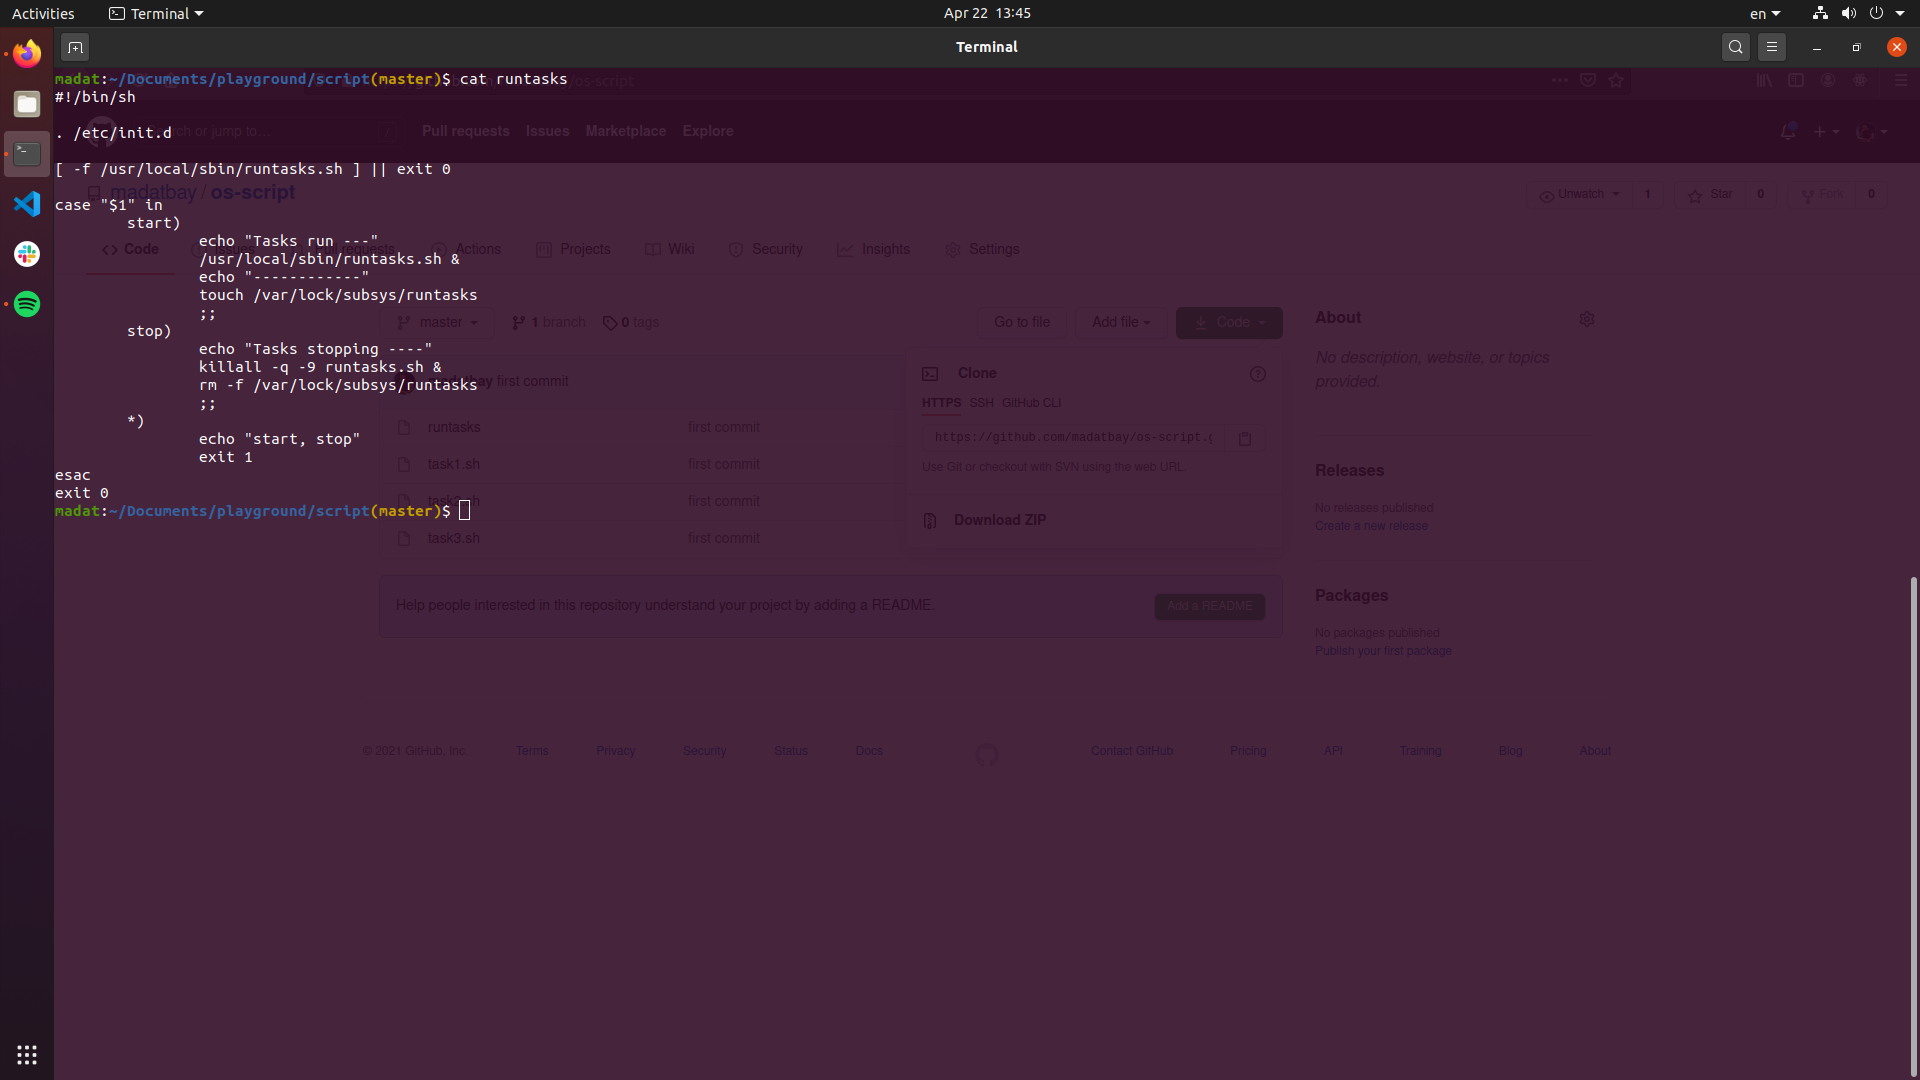 Activities
Terminal
Apr 22 13:45
en
Terminal
madat:~/Documents/playground/script(master)$ cat runtasks
#!/bin/sh
. /etc/init.d
[ -f /usr/local/sbin/runtasks.sh ] || exit 0
case "$1" in
start)
echo "Tasks run ---"
/usr/local/sbin/runtasks.sh &
echo "------------"
touch /var/lock/subsys/runtasks
;;
stop)
echo "Tasks stopping ----"
killall -q -9 runtasks.sh &
rm -f /var/lock/subsys/runtasks
;;
*)
echo "start, stop"
exit 1
esac
exit 0
madat:~/Documents/playground/script(master)$
os-script
or jump to...
Pull requests Issues Marketplace Explore
madatbay / os-script
Unwatch 1 Star 0 Fork 0
Code Issues Pull requests Actions Projects Wiki Security Insights Settings
master 1 branch 0 tags Go to file Add file Code
first commit
runtasks first commit
task1.sh first commit
first commit
task3.sh first commit
Clone
HTTPS SSH GitHub CLI
https://github.com/madatbay/os-script.g
Use Git or checkout with SVN using the web URL.
Download ZIP
Help people interested in this repository understand your project by adding a README.
Add a README
About
No description, website, or topics
provided.
Releases
No releases published
Create a new release
Packages
No packages published
Publish your first package
© 2021 GitHub, Inc. Terms Privacy Security Status Docs Contact GitHub Pricing API Training Blog About